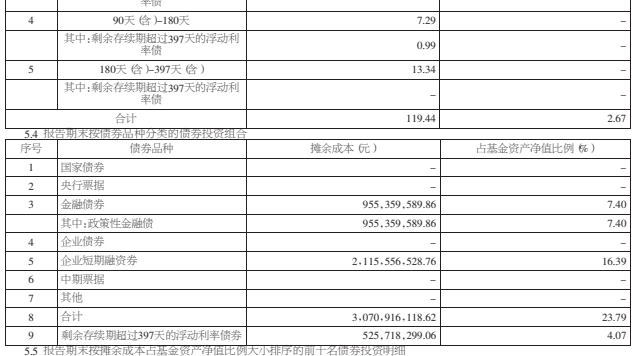 率债
4 90天（含）–180天 7.29 –
其中：剩余存续期超过397天的浮动利率债 0.99 –
5 180天（含）–397天（含） 13.34 –
其中：剩余存续期超过397天的浮动利率债 – –
合计 119.44 2.67
5.4 报告期末按债券品种分类的债券投资组合
序号 债券品种 摊余成本（元） 占基金资产净值比例（%）
1 国家债券 – –
2 央行票据 – –
3 金融债券 955,359,589.86 7.40
其中：政策性金融债 955,359,589.86 7.40
4 企业债券 – –
5 企业短期融资券 2,115,556,528.76 16.39
6 中期票据 – –
7 其他 – –
8 合计 3,070,916,118.62 23.79
9 剩余存续期超过397天的浮动利率债券 525,718,299.06 4.07
5.5 报告期末按摊余成本占基金资产净值比例大小排序的前十名债券投资明细